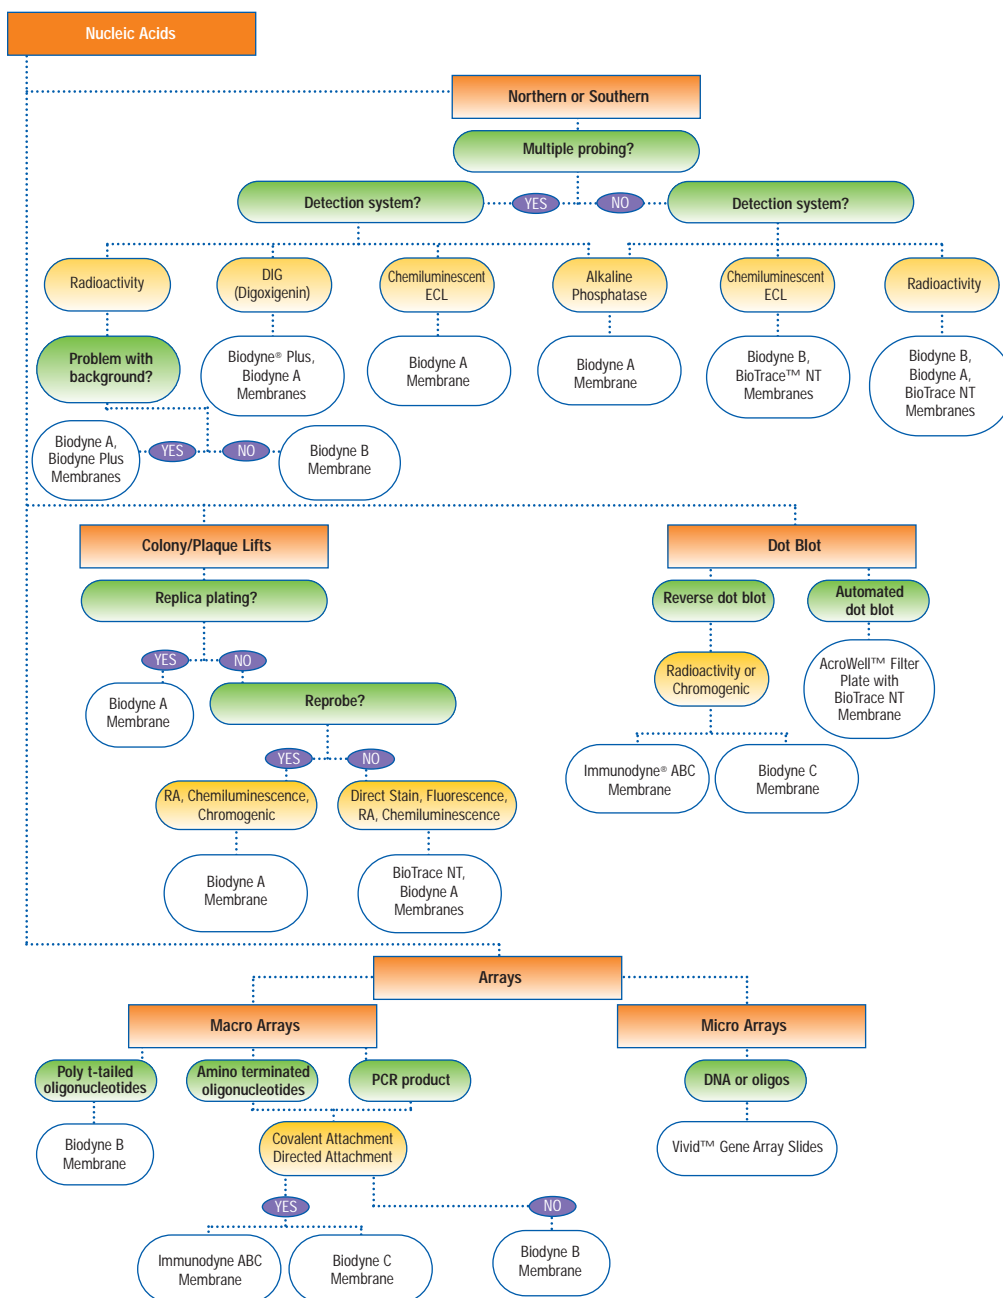 Nucleic Acids
Northern or Southern
Multiple probing?
Detection system?
YES
NO
Detection system?
Radioactivity
DIG
(Digoxigenin)
Chemiluminescent
ECL
Alkaline
Phosphatase
Chemiluminescent
ECL
Radioactivity
Problem with
background?
Biodyne® Plus,
Biodyne A
Membranes
Biodyne A
Membrane
Biodyne A
Membrane
Biodyne B,
BioTrace™ NT
Membranes
Biodyne B,
Biodyne A,
BioTrace NT
Membranes
Biodyne A,
Biodyne Plus
Membranes
YES
NO
Biodyne B
Membrane
Colony/Plaque Lifts
Dot Blot
Replica plating?
Reverse dot blot
Automated
dot blot
YES
NO
Biodyne A
Membrane
Reprobe?
Radioactivity or
Chromogenic
AcroWell™ Filter
Plate with
BioTrace NT
Membrane
YES
NO
Immunodyne® ABC
Membrane
Biodyne C
Membrane
RA, Chemiluminescence,
Chromogenic
Direct Stain, Fluorescence,
RA, Chemiluminescence
Biodyne A
Membrane
BioTrace NT,
Biodyne A
Membranes
Arrays
Macro Arrays
Micro Arrays
Poly t-tailed
oligonucleotides
Amino terminated
oligonucleotides
PCR product
DNA or oligos
Biodyne B
Membrane
Covalent Attachment
Directed Attachment
Vivid™ Gene Array Slides
YES
NO
Immunodyne ABC
Membrane
Biodyne C
Membrane
Biodyne B
Membrane